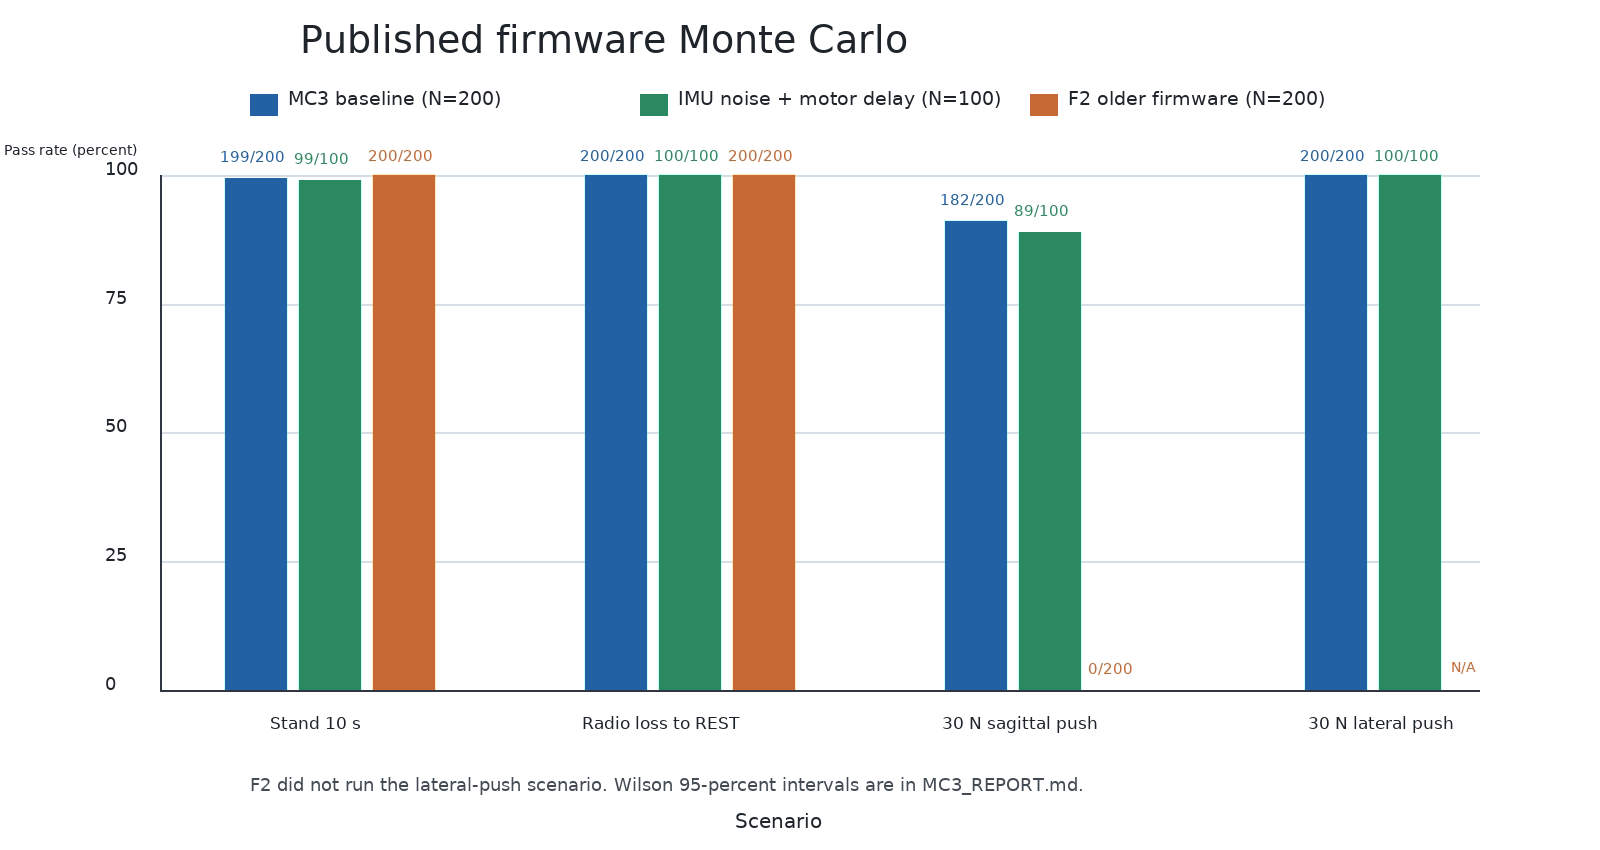 Published firmware Monte Carlo
MC3 baseline (N=200)
IMU noise + motor delay (N=100)
F2 older firmware (N=200)
Pass rate (percent)
100
75
50
25
0
199/200
99/100
200/200
200/200
100/100
200/200
182/200
89/100
0/200
200/200
100/100
N/A
Stand 10 s
Radio loss to REST
30 N sagittal push
30 N lateral push
F2 did not run the lateral-push scenario. Wilson 95-percent intervals are in MC3_REPORT.md.
Scenario